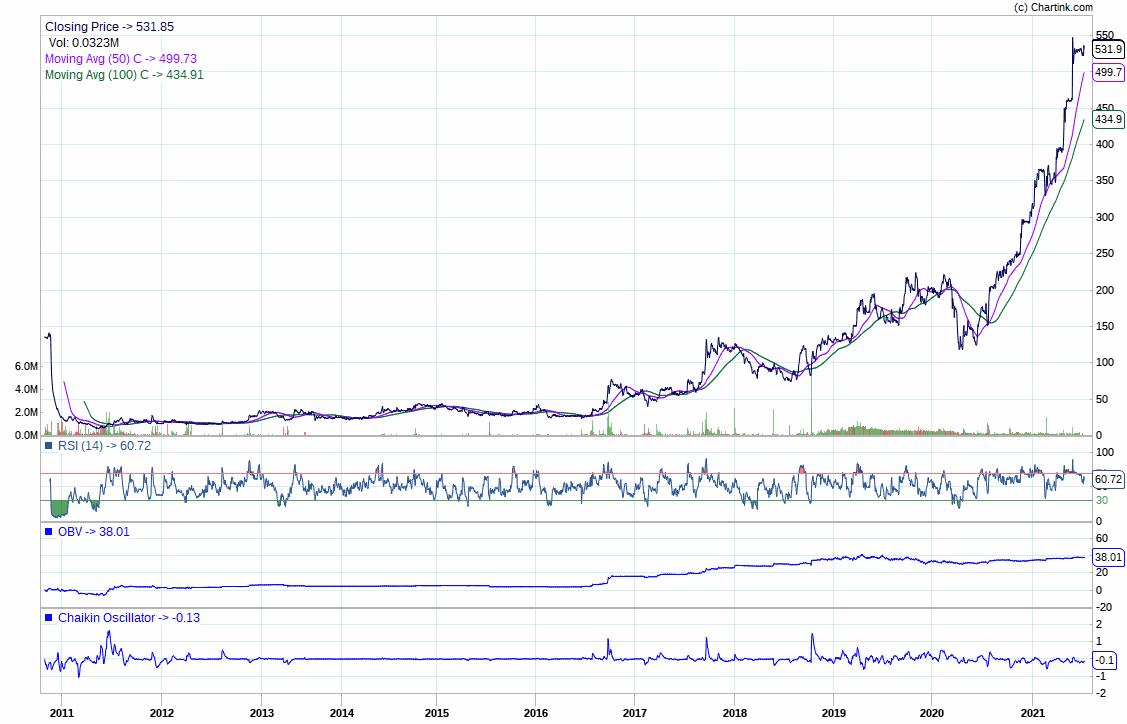 (c) Chartink.com
Closing Price -> 531.85
Vol: 0.0323M
Moving Avg (50) C -> 499.73
Moving Avg (100) C -> 434.91
550
531.9
499.7
450
434.9
400
350
300
250
200
150
100
50
0
6.0M
4.0M
2.0M
0.0M
RSI (14) -> 60.72
100
60.72
30
0
OBV -> 38.01
60
38.01
20
0
-20
Chaikin Oscillator -> -0.13
2
1
-0.1
-1
-2
2011 2012 2013 2014 2015 2016 2017 2018 2019 2020 2021